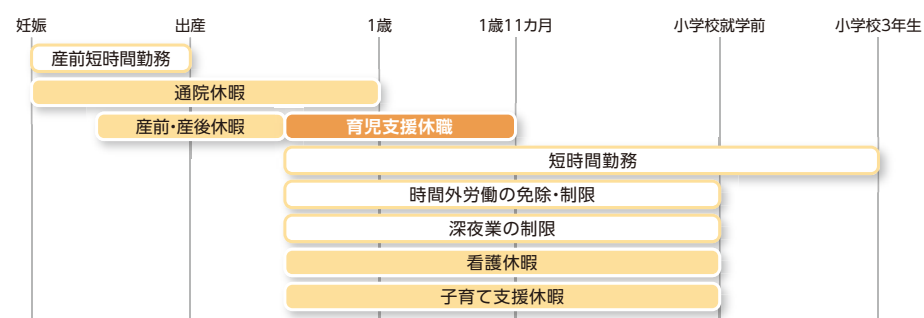 妊娠 出産 1歳 1歳11カ月 小学校就学前 小学校3年生
産前短時間勤務
通院休暇
産前・産後休暇 育児支援休職
短時間勤務
時間外労働の免除・制限
深夜業の制限
看護休暇
子育て支援休暇